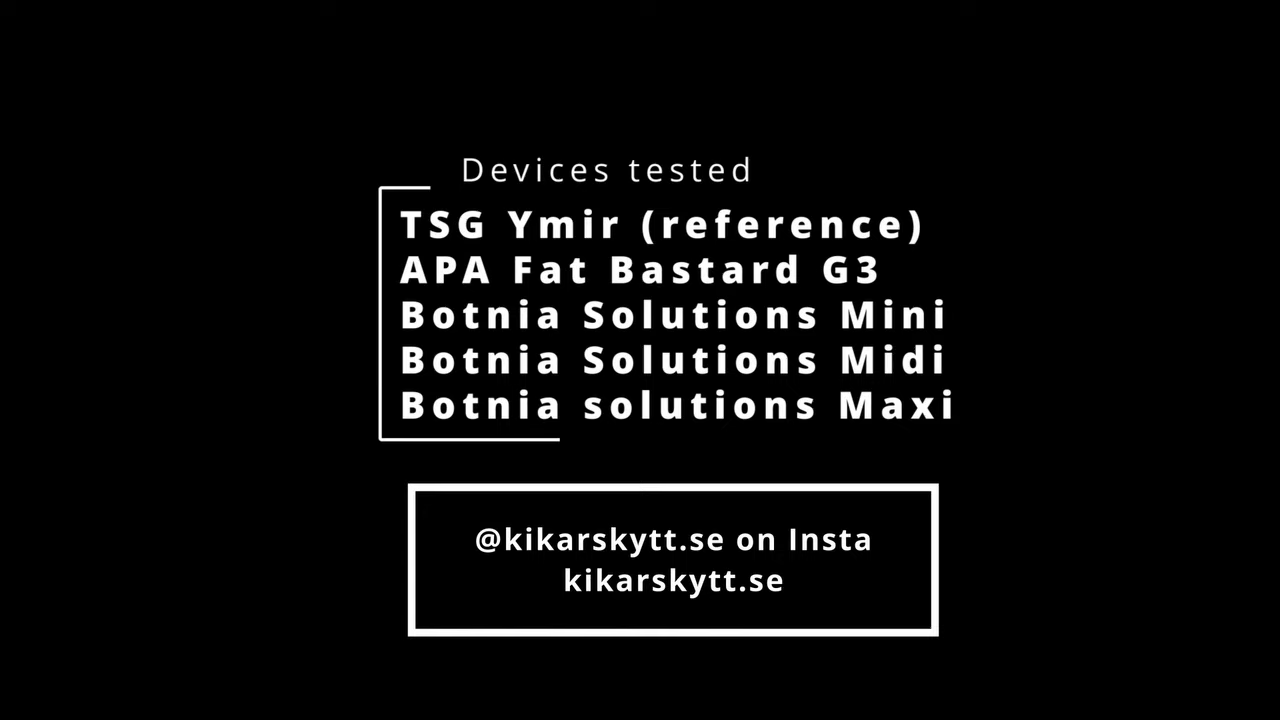 Devices tested
TSG Ymir (reference)
APA Fat Bastard G3
Botnia Solutions Mini
Botnia Solutions Midi
Botnia solutions Maxi
@kikarskytt.se on Insta
kikarskytt.se